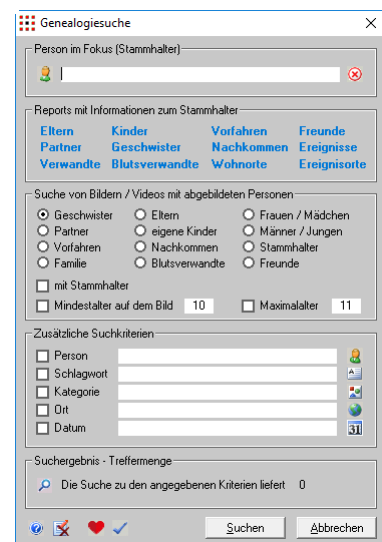 Genealogiesuche
Person im Fokus (Stammhalter)
Reports mit Informationen zum Stammhalter
Eltern Kinder Vorfahren Freunde
Partner Geschwister Nachkommen Ereignisse
Verwandte Blutsverwandte Wohnorte Ereignisorte
Suche von Bildern / Videos mit abgebildeten Personen
Geschwister Eltern Frauen / Mädchen
Partner eigene Kinder Männer / Jungen
Vorfahren Nachkommen Stammhalter
Familie Blutsverwandte Freunde
mit Stammhalter
Mindestalter auf dem Bild 10 Maximalalter 11
Zusätzliche Suchkriterien
Person
Schlagwort
Kategorie
Ort
Datum 31
Suchergebnis - Treffermenge
Die Suche zu den angegebenen Kriterien liefert 0
Suchen Abbrechen